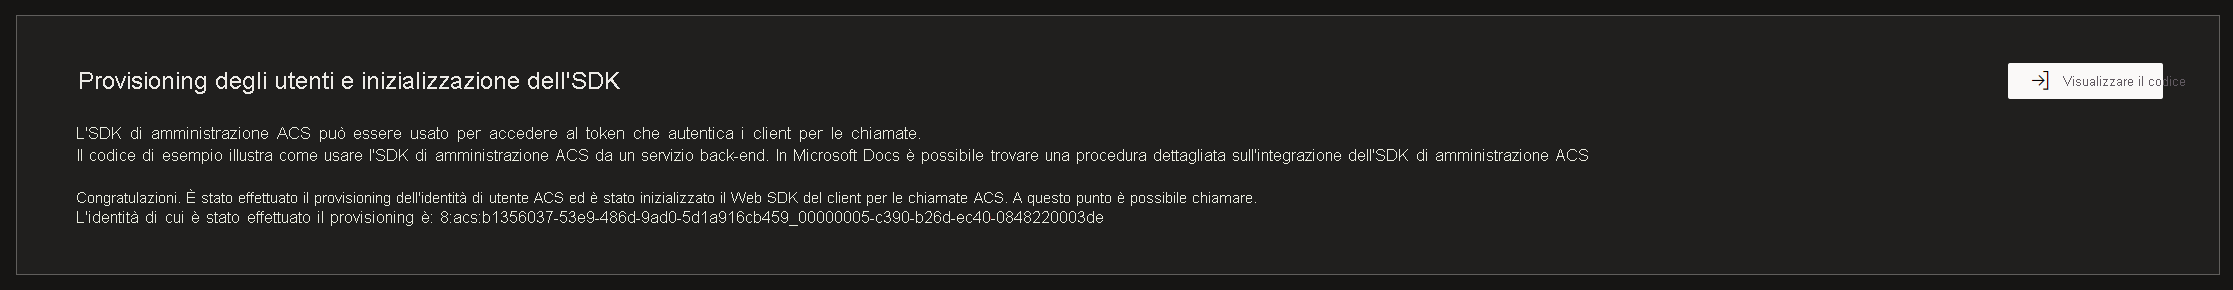 Provisioning degli utenti e inizializzazione dell'SDK
Visualizzare il codice
L'SDK di amministrazione ACS può essere usato per accedere al token che autentica i client per le chiamate.
Il codice di esempio illustra come usare l'SDK di amministrazione ACS da un servizio back-end. In Microsoft Docs è possibile trovare una procedura dettagliata sull'integrazione dell'SDK di amministrazione ACS
Congratulazioni. È stato effettuato il provisioning dell'identità di utente ACS ed è stato inizializzato il Web SDK del client per le chiamate ACS. A questo punto è possibile chiamare.
L'identità di cui è stato effettuato il provisioning è: 8:acs:b1356037-53e9-486d-9ad0-5d1a916cb459_00000005-c390-b26d-ec40-0848220003de